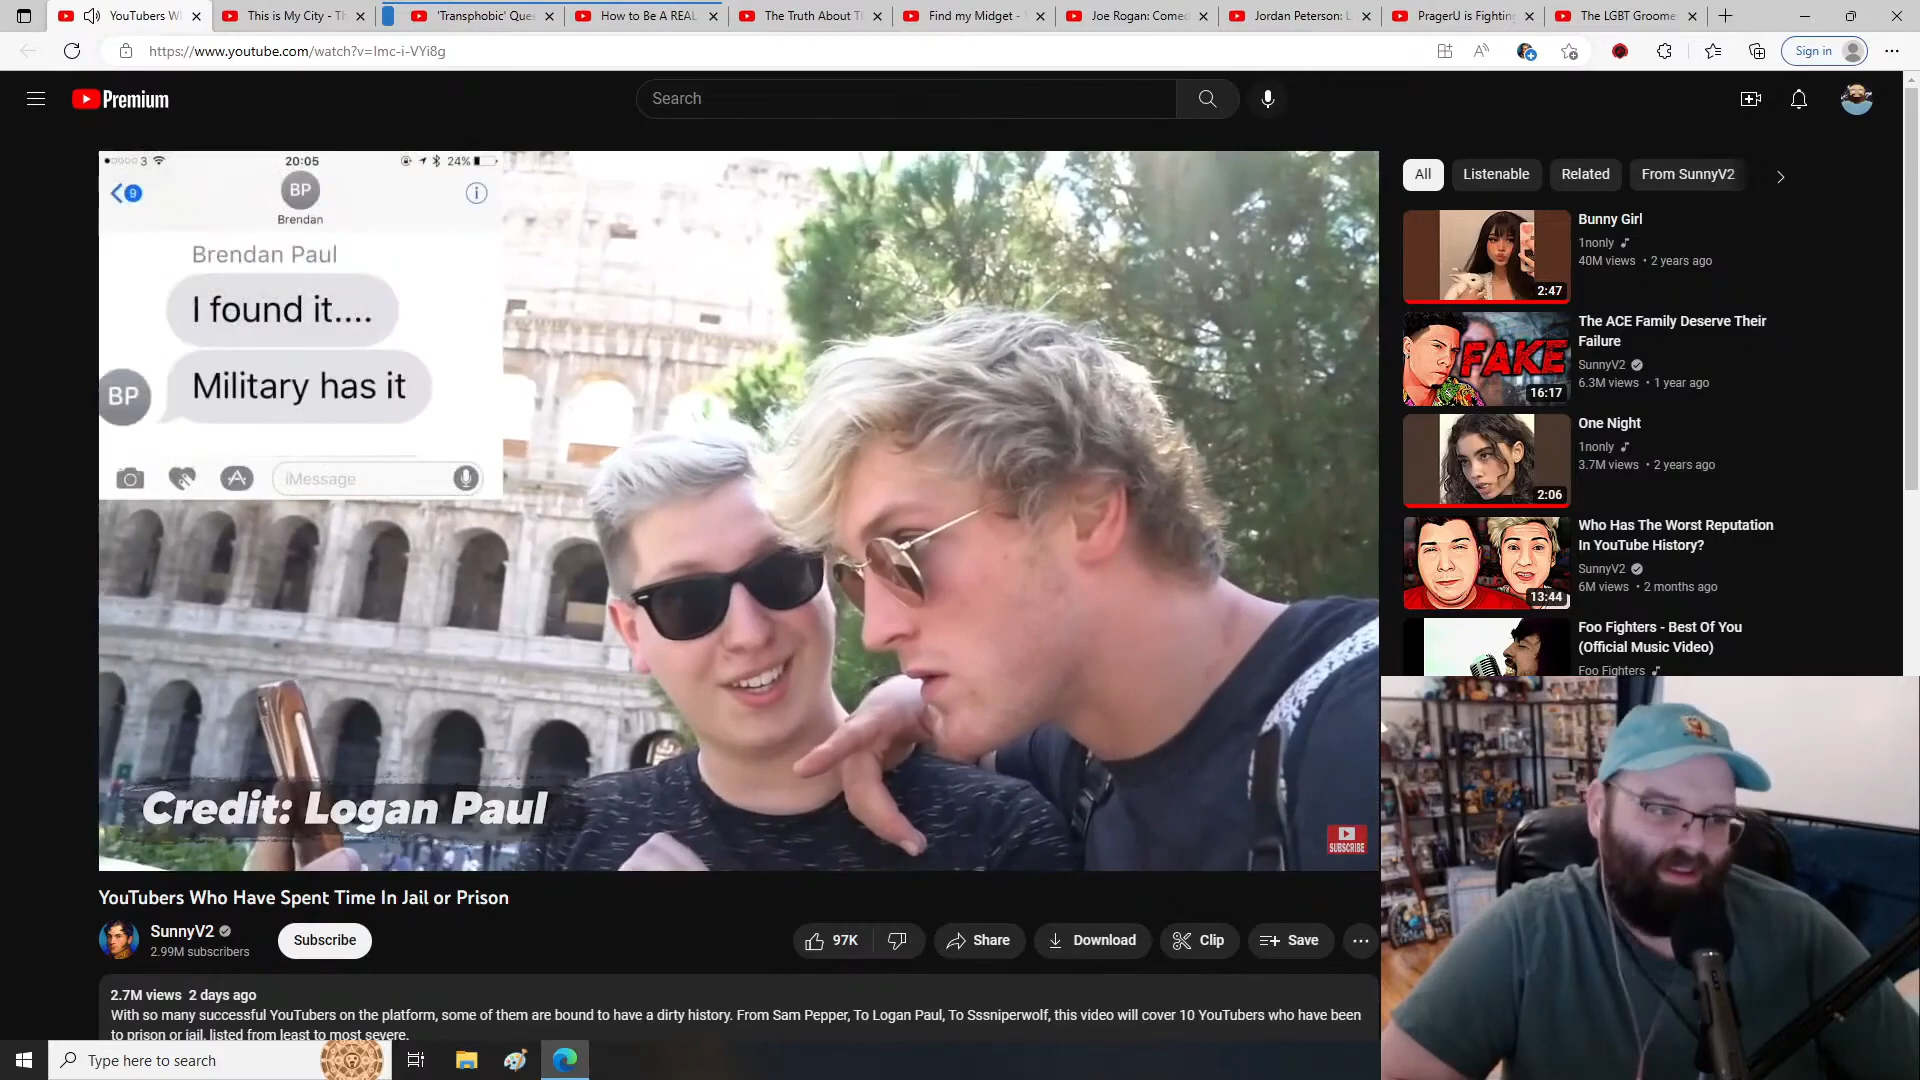 YouTubers W
This is My City - T
'Transphobic' Ques
How to Be A REAL
The Truth About T
Find my Midget -
Joe Rogan: Comed
Jordan Peterson: L
PragerU is Fightin
The LGBT Groome
https://www.youtube.com/watch?v=Imc-i-VYi8g
Sign in
Premium
Search
3 20:05 24%
9
BP
Brendan
Brendan Paul
I found it....
BP
Military has it
iMessage
Credit: Logan Paul
SUBSCRIBE
All Listenable Related From SunnyV2
Bunny Girl
1nonly
40M views • 2 years ago
2:47
The ACE Family Deserve Their
Failure
SunnyV2
6.3M views • 1 year ago
FAKE
16:17
One Night
1nonly
3.7M views • 2 years ago
2:06
Who Has The Worst Reputation
In YouTube History?
SunnyV2
6M views • 2 months ago
13:44
Foo Fighters - Best Of You
(Official Music Video)
Foo Fighters
YouTubers Who Have Spent Time In Jail or Prison
SunnyV2
2.99M subscribers
Subscribe
97K Share Download Clip Save
2.7M views 2 days ago
With so many successful YouTubers on the platform, some of them are bound to have a dirty history. From Sam Pepper, To Logan Paul, To Sssniperwolf, this video will cover 10 YouTubers who have been
to prison or jail, listed from least to most severe.
Type here to search